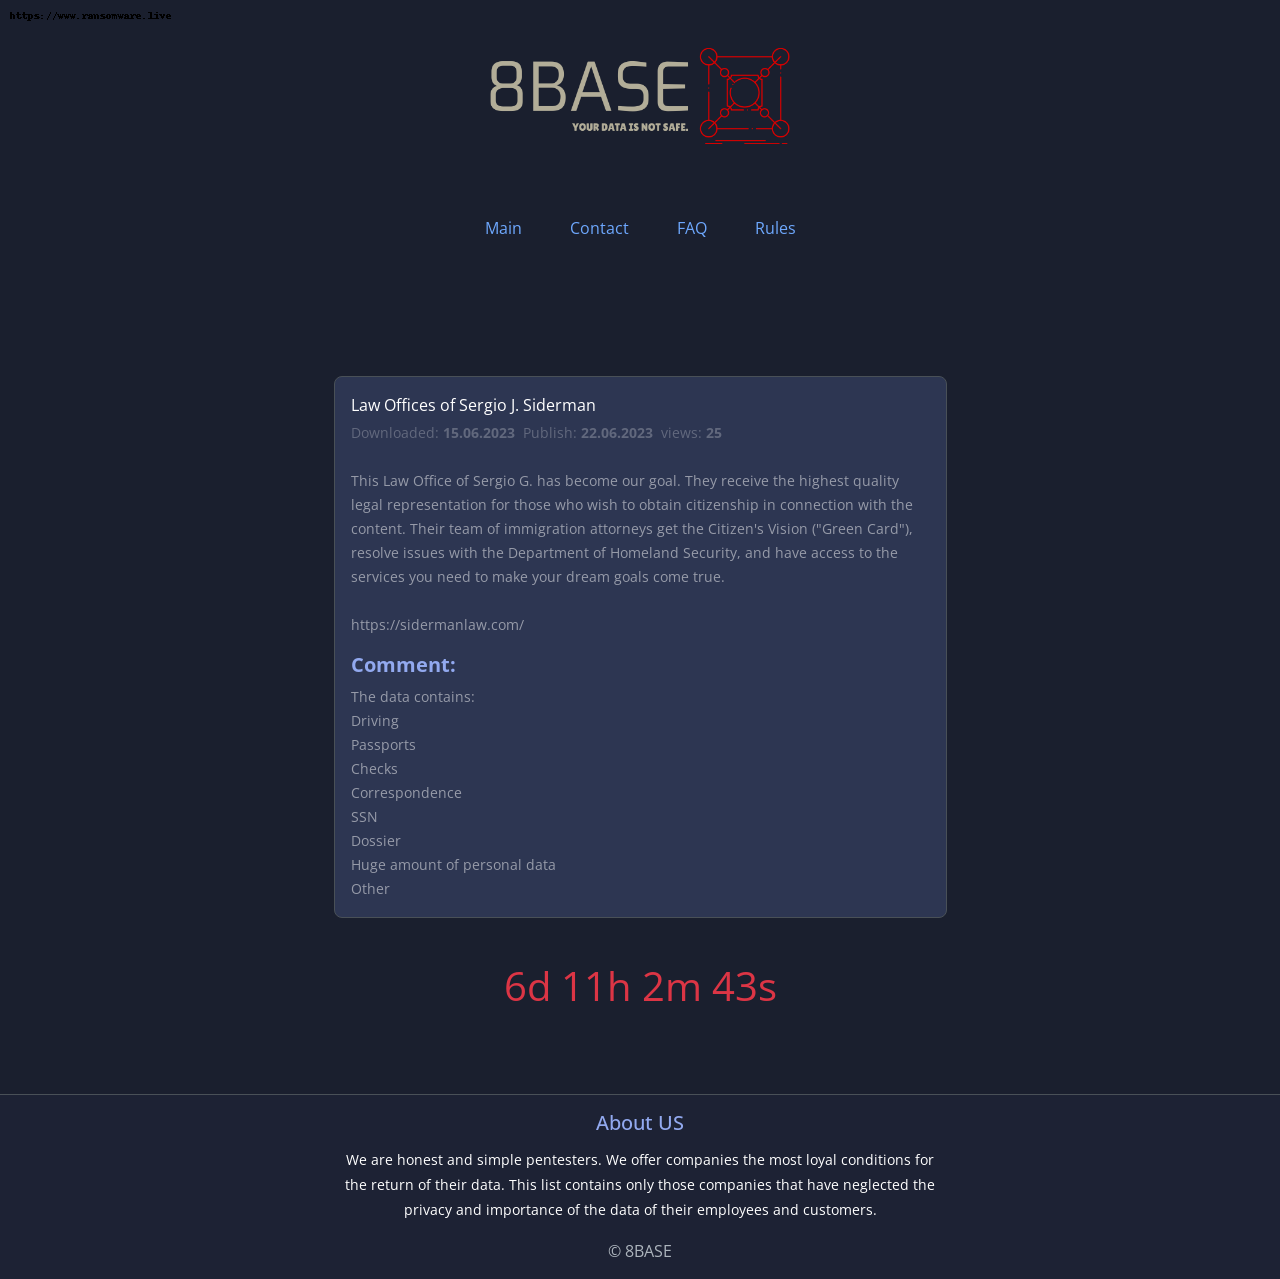 https://www.ransomware.live
8BASE
YOUR DATA IS NOT SAFE.
Main Contact FAQ Rules
Law Offices of Sergio J. Siderman
Downloaded: 15.06.2023 Publish: 22.06.2023 views: 25
This Law Office of Sergio G. has become our goal. They receive the highest quality
legal representation for those who wish to obtain citizenship in connection with the
content. Their team of immigration attorneys get the Citizen's Vision ("Green Card"),
resolve issues with the Department of Homeland Security, and have access to the
services you need to make your dream goals come true.
https://sidermanlaw.com/
Comment:
The data contains:
Driving
Passports
Checks
Correspondence
SSN
Dossier
Huge amount of personal data
Other
6d 11h 2m 43s
About US
We are honest and simple pentesters. We offer companies the most loyal conditions for
the return of their data. This list contains only those companies that have neglected the
privacy and importance of the data of their employees and customers.
© 8BASE